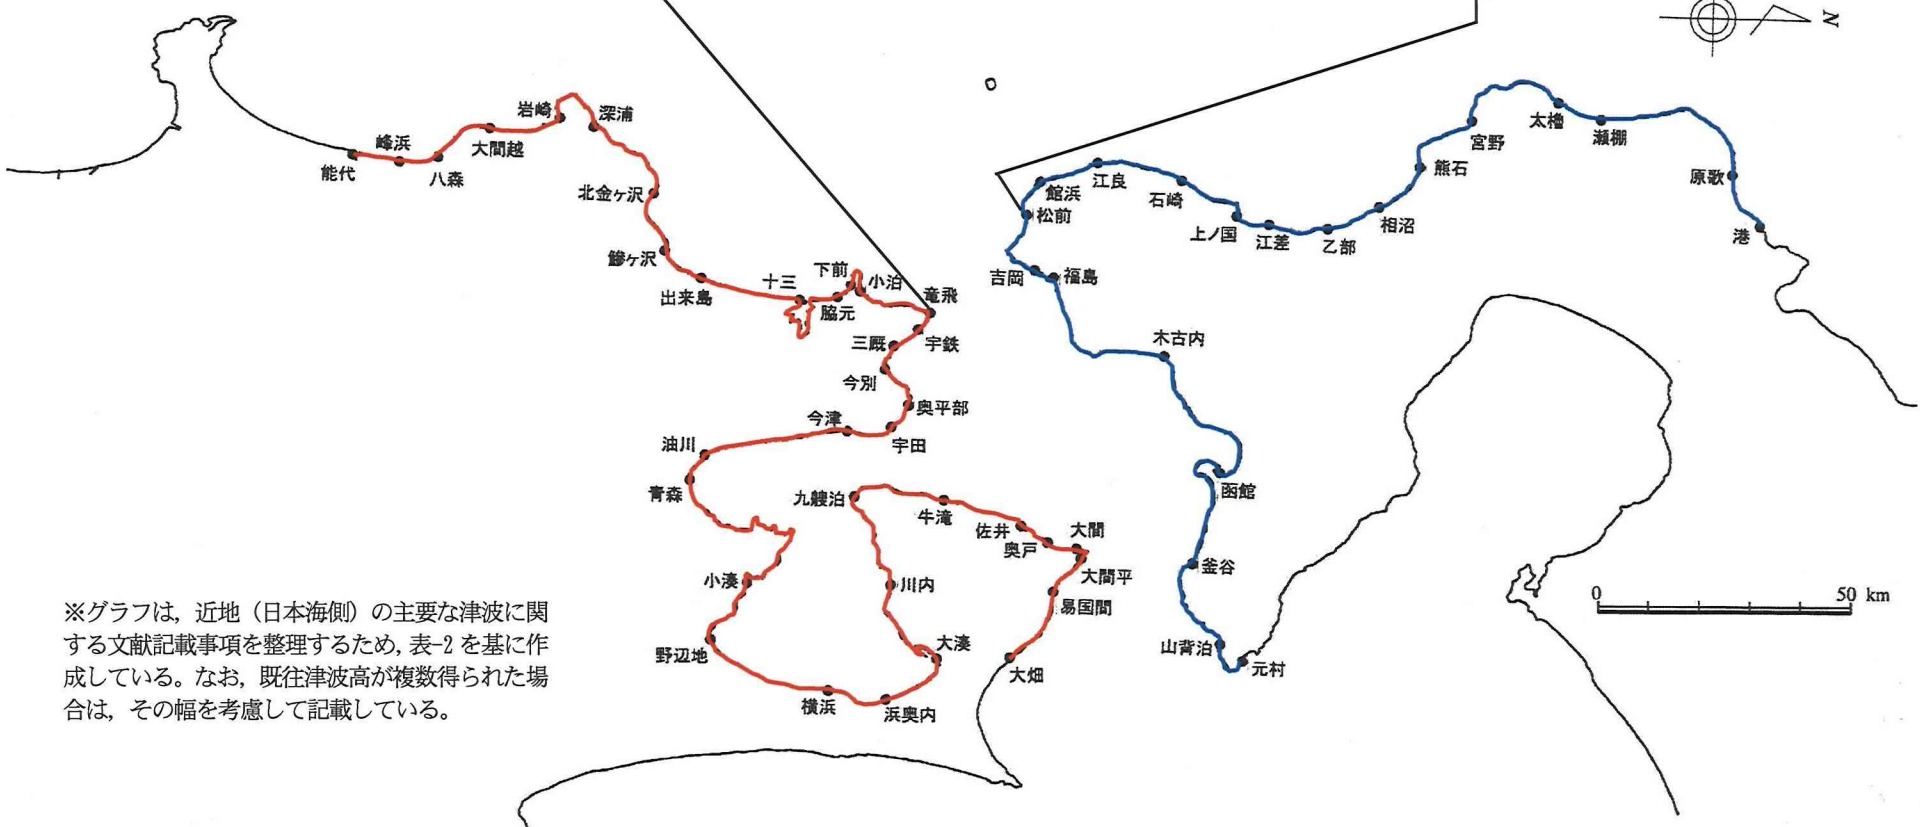 N
岩崎
深浦
峰浜
能代
八森
大間越
北金ヶ沢
鰺ヶ沢
出来島
十三
下前
小泊
脇元
竜飛
宇鉄
三厩
今別
奥平部
今津
宇田
油川
青森
小湊
野辺地
横浜
浜奥内
大湊
川内
九艘泊
牛滝
佐井
奥戸
大間
大間平
易国間
大畑
館浜
松前
江良
石崎
上ノ国
江差
乙部
相沼
熊石
宮野
太櫓
瀬棚
原歌
港
吉岡
福島
木古内
函館
釜谷
山背泊
元村
0
50 km
※グラフは，近地（日本海側）の主要な津波に関
する文献記載事項を整理するため，表−2 を基に作
成している。なお，既往津波高が複数得られた場
合は，その幅を考慮して記載している。